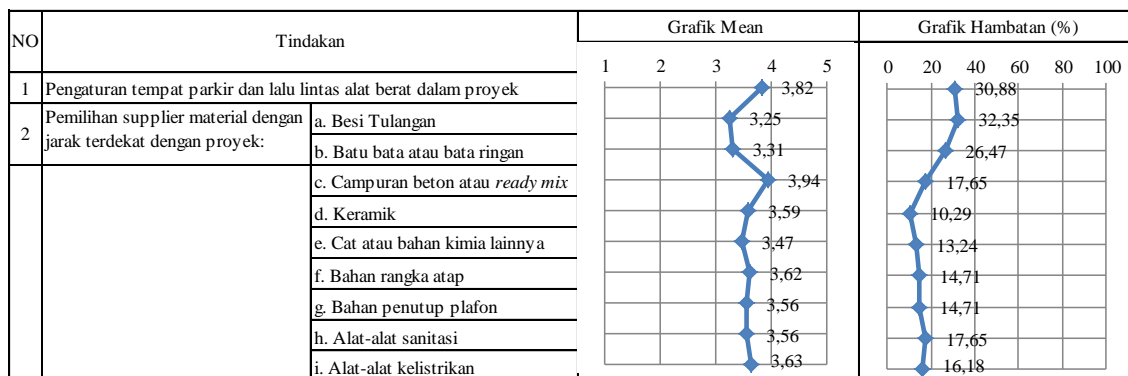 NO Tindakan Grafik Mean Grafik Hambatan (%)
1 2 3 4 5 0 20 40 60 80 100
1 Pengaturan tempat parkir dan lalu lintas alat berat dalam proyek 3,82 30,88
2 Pemilihan supplier material dengan jarak terdekat dengan proyek: a. Besi Tulangan 3,25 32,35
b. Batu bata atau bata ringan 3,31 26,47
c. Campuran beton atau ready mix 3,94 17,65
d. Keramik 3,59 10,29
e. Cat atau bahan kimia lainnya 3,47 13,24
f. Bahan rangka atap 3,62 14,71
g. Bahan penutup plafon 3,56 14,71
h. Alat-alat sanitasi 3,56 17,65
i. Alat-alat kelistrikan 3,63 16,18